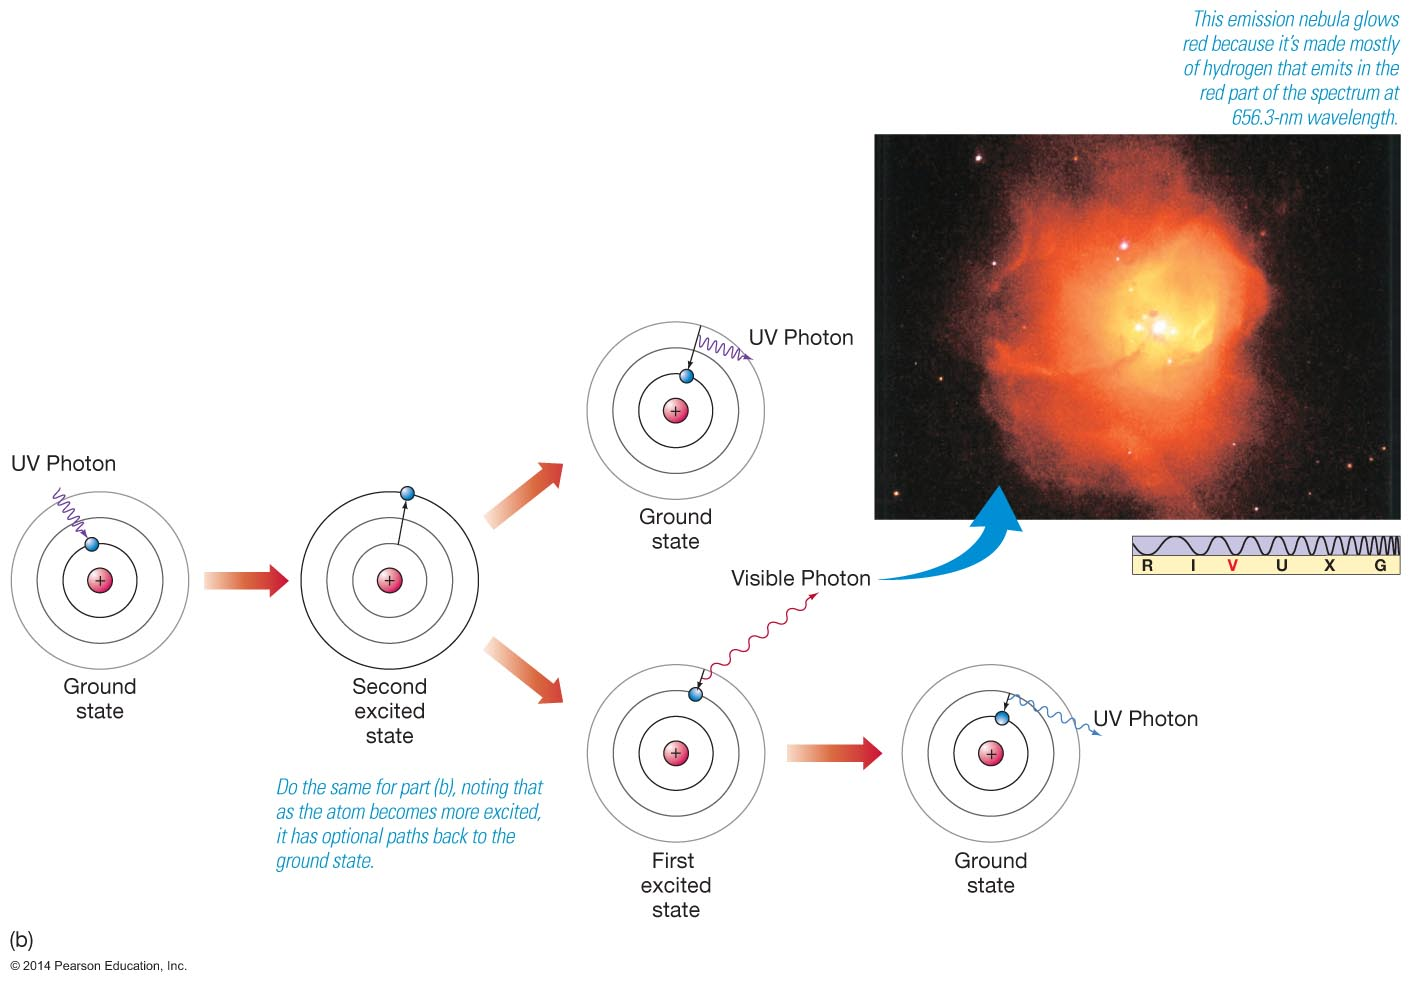 This emission nebula glows
red because it's made mostly
of hydrogen that emits in the
red part of the spectrum at
656.3-nm wavelength.
UV Photon
UV Photon
+
+
+
Ground
state
Ground
state
Second
excited
state
R I V U X G
Visible Photon
UV Photon
+
+
First
excited
state
Ground
state
Do the same for part (b), noting that
as the atom becomes more excited,
it has optional paths back to the
ground state.
(b)
© 2014 Pearson Education, Inc.